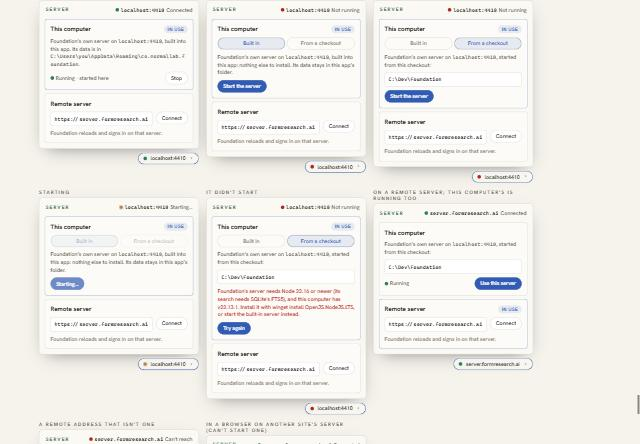 SERVER
localhost:4410 Connected
This computer
IN USE
Foundation's own server on localhost:4410, built into
this app. Its data is in
C:\Users\you\AppData\Roaming\co.normallab.f
oundation.
Running · started here
Stop
Remote server
https://server.formresearch.ai
Connect
Foundation reloads and signs in on that server.
localhost:4410
SERVER
localhost:4410 Not running
This computer
IN USE
Built in
From a checkout
Foundation's own server on localhost:4410, built into
this app: nothing else to install. Its data stays in this app's
folder.
Start the server
Remote server
https://server.formresearch.ai
Connect
Foundation reloads and signs in on that server.
localhost:4410
SERVER
localhost:4410 Not running
This computer
IN USE
Built in
From a checkout
Foundation's own server on localhost:4410, started
from this checkout:
C:\Dev\Foundation
Start the server
Remote server
https://server.formresearch.ai
Connect
Foundation reloads and signs in on that server.
localhost:4410
STARTING
SERVER
localhost:4410 Starting…
This computer
IN USE
Built in
From a checkout
Foundation's own server on localhost:4410, built into
this app: nothing else to install. Its data stays in this app's
folder.
Starting…
Remote server
https://server.formresearch.ai
Connect
Foundation reloads and signs in on that server.
localhost:4410
IT DIDN'T START
SERVER
localhost:4410 Not running
This computer
IN USE
Built in
From a checkout
Foundation's own server on localhost:4410, started
from this checkout:
C:\Dev\Foundation
Foundation's server needs Node 22.16 or newer (its
search needs SQLite's FTS5), and this computer has
v22.13.1. Install it with winget install OpenJS.NodeJS.LTS,
or start the built-in server instead.
Try again
Remote server
https://server.formresearch.ai
Connect
Foundation reloads and signs in on that server.
localhost:4410
ON A REMOTE SERVER; THIS COMPUTER'S IS
RUNNING TOO
SERVER
server.formresearch.ai Connected
This computer
Foundation's own server on localhost:4410, started
from this checkout:
C:\Dev\Foundation
Running
Use this server
Remote server
IN USE
https://server.formresearch.ai
Connect
Foundation reloads and signs in on that server.
server.formresearch.ai
A REMOTE ADDRESS THAT ISN'T ONE
server.formresearch.ai Can't reach
IN A BROWSER ON ANOTHER SITE'S SERVER
(CAN'T START ONE)